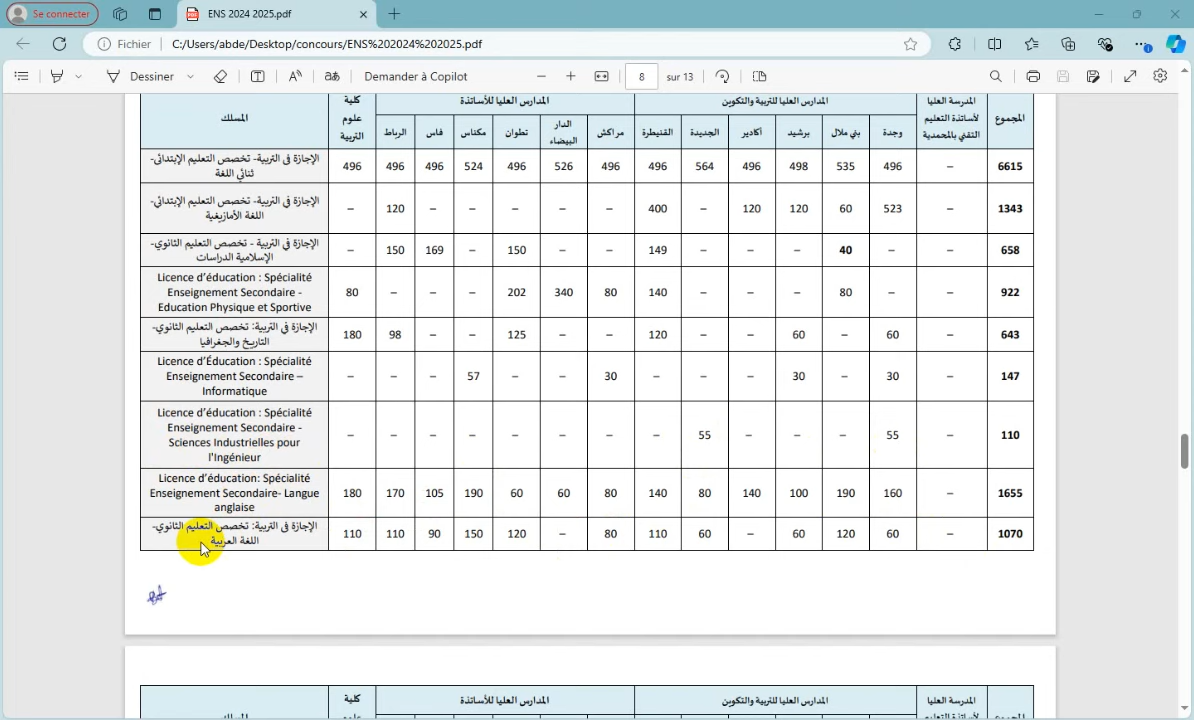 Se connecter
ENS 2024 2025.pdf
Fichier
C:/Users/abde/Desktop/concours/ENS%202024%202025.pdf
Dessiner
Demander à Copilot
8
sur 13
المسلك
كلية علوم التربية
المدارس العليا للأساتذة
المدارس العليا للتربية والتكوين
المدرسة العليا لأساتذة التعليم التقني بالمحمدية
المجموع
الرباط فاس مكناس تطوان الدار البيضاء مراكش القنيطرة الجديدة أكادير برشيد بني ملال وجدة
الإجازة في التربية- تخصص التعليم الإبتدائي-
ثنائي اللغة
496 496 496 524 496 526 496 496 564 496 498 535 496 – 6615
الإجازة في التربية- تخصص التعليم الإبتدائي-
اللغة الأمازيغية
– 120 – – – – – 400 – 120 120 60 523 – 1343
الإجازة في التربية - تخصص التعليم الثانوي-
الإسلامية الدراسات
– 150 169 – 150 – – 149 – – – 40 – – 658
Licence d'éducation : Spécialité
Enseignement Secondaire -
Education Physique et Sportive
80 – – – 202 340 80 140 – – – 80 – – 922
الإجازة في التربية: تخصص التعليم الثانوي-
التاريخ والجغرافيا
180 98 – – 125 – – 120 – – 60 – 60 – 643
Licence d'Éducation : Spécialité
Enseignement Secondaire –
Informatique
– – – 57 – – 30 – – – 30 – 30 – 147
Licence d'éducation : Spécialité
Enseignement Secondaire -
Sciences Industrielles pour
l'Ingénieur
– – – – – – – – 55 – – – 55 – 110
Licence d'éducation: Spécialité
Enseignement Secondaire- Langue
anglaise
180 170 105 190 60 60 80 140 80 140 100 190 160 – 1655
الإجازة في التربية: تخصص التعليم الثانوي-
اللغة العربية
110 110 90 150 120 – 80 110 60 – 60 120 60 – 1070
المسلك
كلية
علوم
المدارس العليا للأساتذة
المدارس العليا للتربية والتكوين
المدرسة العليا
لأساتذة التعليم
المجموع